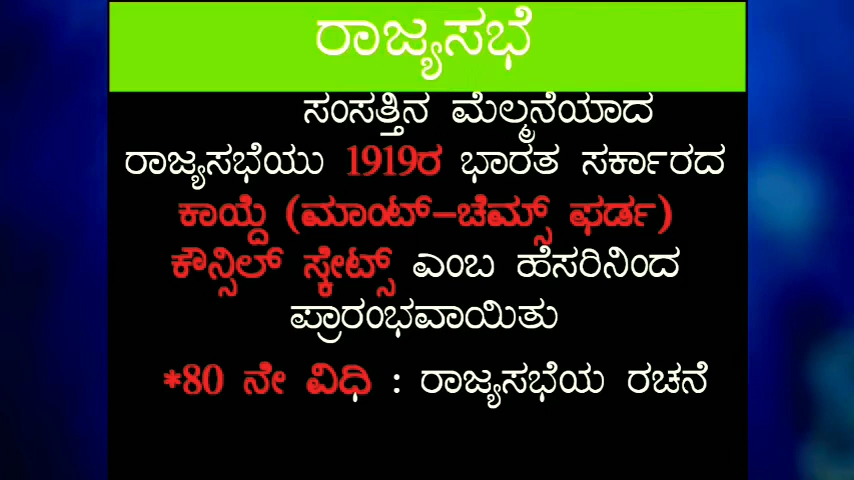 ರಾಜ್ಯಸಭೆ
ಸಂಸತ್ತಿನ ಮೆಲ್ಮನೆಯಾದ
ರಾಜ್ಯಸಭೆಯು 1919ರ ಭಾರತ ಸರ್ಕಾರದ
ಕಾಯ್ದೆ (ಮಾಂಟ್-ಚೆಮ್ಸ್ ಫರ್ಡ)
ಕೌನ್ಸಿಲ್ ಸ್ಕೇಟ್ಸ್ ಎಂಬ ಹೆಸರಿನಿಂದ
ಪ್ರಾರಂಭವಾಯಿತು
*80 ನೇ ವಿಧಿ : ರಾಜ್ಯಸಭೆಯ ರಚನೆ